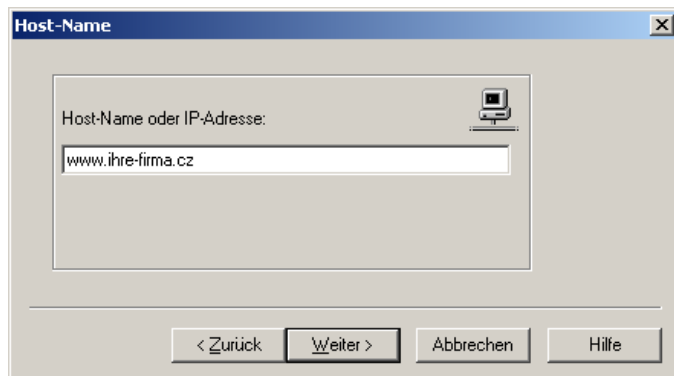 Host-Name
Host-Name oder IP-Adresse:
www.ihre-firma.cz
< Zurück Weiter > Abbrechen Hilfe